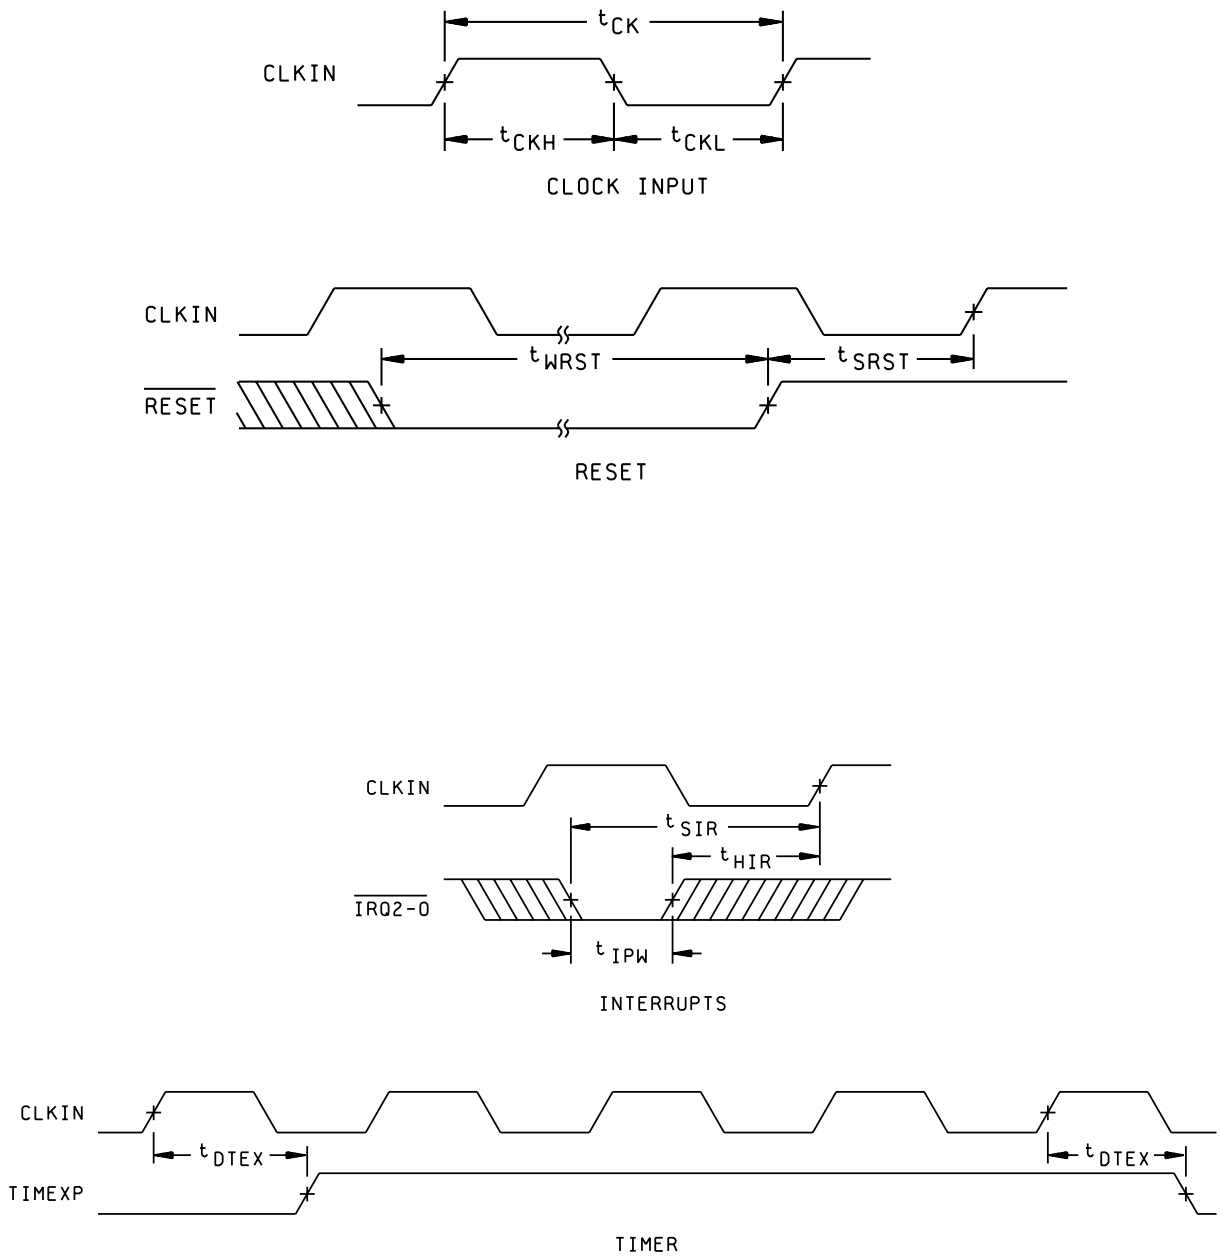 tCK
CLKIN
tCKH tCKL
CLOCK INPUT
CLKIN
tWRST tSRST
RESET
RESET
CLKIN
tSIR
tHIR
IRQ2-0
tIPW
INTERRUPTS
CLKIN
tDTEX tDTEX
TIMEXP
TIMER